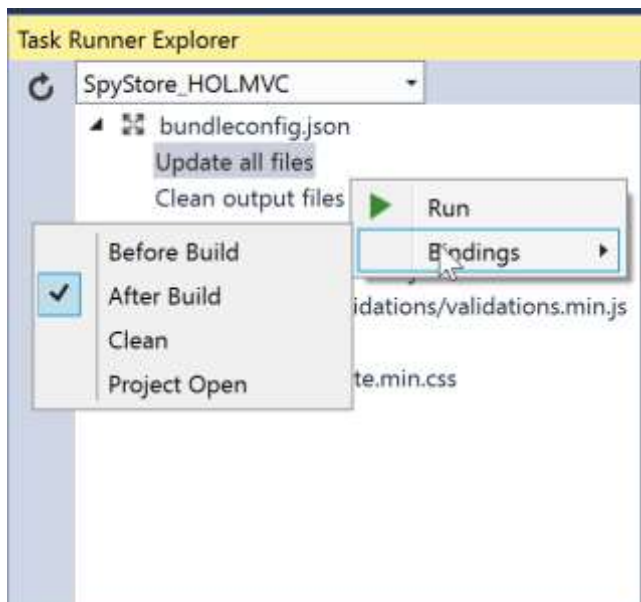 Task Runner Explorer
SpyStore_HOL.MVC
bundleconfig.json
Update all files
Clean output files
Run
Bindings
Before Build
After Build
Clean
Project Open
idations/validations.min.js
te.min.css